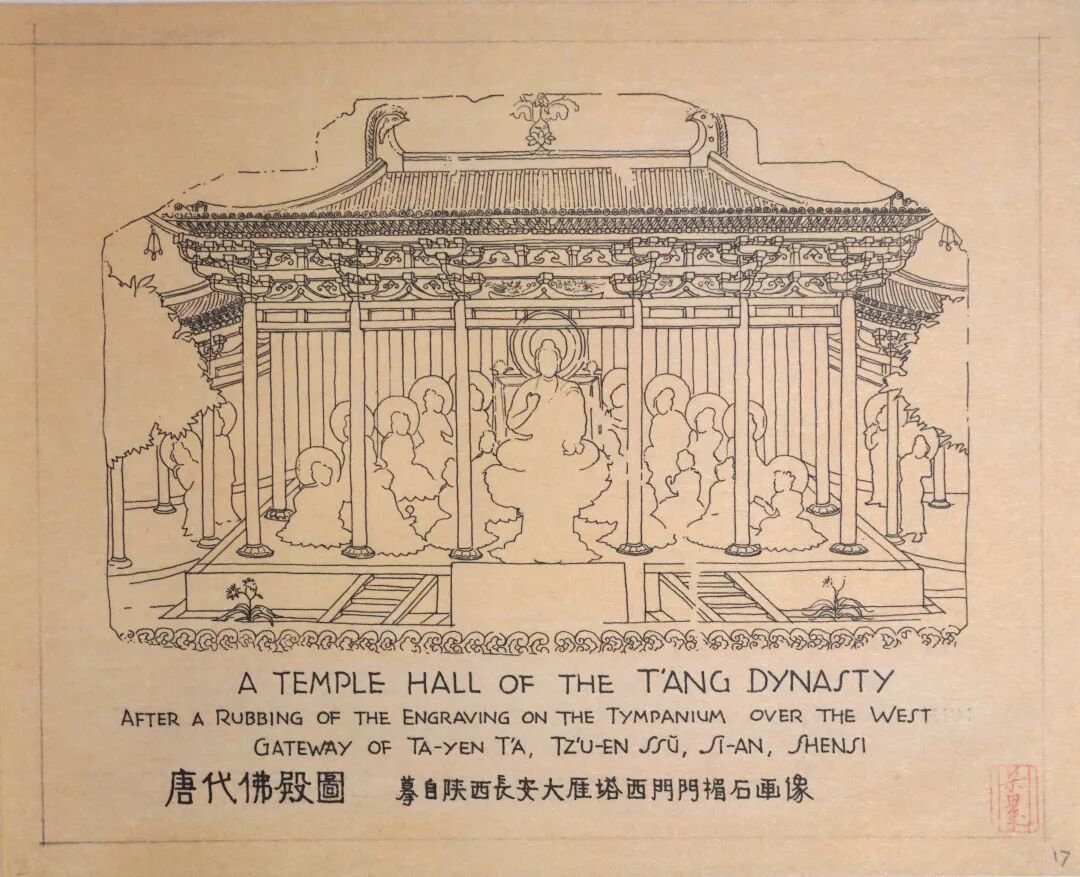 A TEMPLE HALL OF THE T'ANG DYNASTY
AFTER A RUBBING OF THE ENGRAVING ON THE TYMPANIUM OVER THE WEST
GATEWAY OF TA-YEN T'A, TZ'U-EN SSŬ, SI-AN, SHENSI
唐代佛殿圖 摹自陝西長安大雁塔西門門楣石画像
17